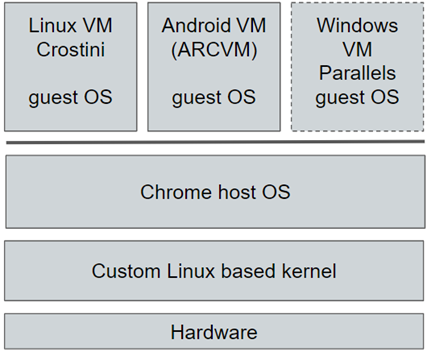 Linux VM
Crostini
guest OS
Android VM
(ARCVM)
guest OS
Windows
VM
Parallels
guest OS
Chrome host OS
Custom Linux based kernel
Hardware